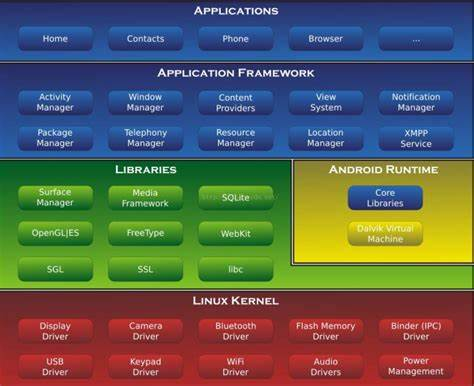 APPLICATIONS
Home
Contacts
Phone
Browser
...
APPLICATION FRAMEWORK
Activity Manager
Window Manager
Content Providers
View System
Notification Manager
Package Manager
Telephony Manager
Resource Manager
Location Manager
XMPP Service
LIBRARIES
Surface Manager
Media Framework
SQLite
OpenGL|ES
FreeType
WebKit
SGL
SSL
libc
ANDROID RUNTIME
Core Libraries
Dalvik Virtual Machine
LINUX KERNEL
Display Driver
Camera Driver
Bluetooth Driver
Flash Memory Driver
Binder (IPC) Driver
USB Driver
Keypad Driver
WiFi Driver
Audio Drivers
Power Management